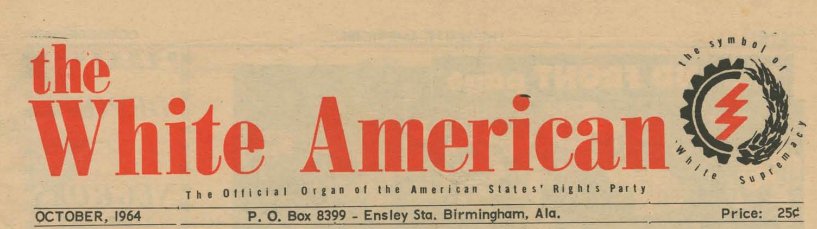 the
White American
the symbol of
White Supremacy
The Official Organ of the American States' Rights Party
OCTOBER, 1964 P. O. Box 8399 - Ensley Sta. Birmingham, Ala. Price: 25¢